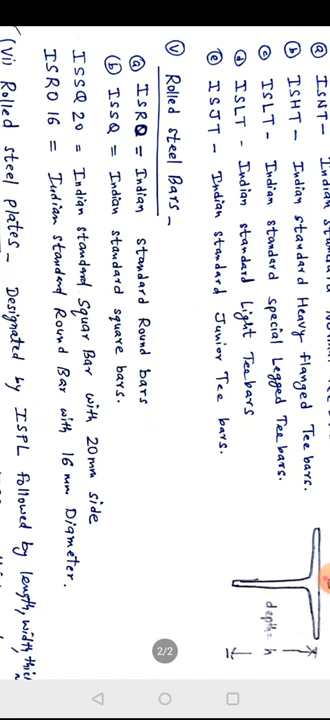 ⓐ ISNT-
ⓑ ISHT - Indian standard Heavy flanged Tee bars.
ⓒ ISLT - Indian standard special Legged Tee bars.
ⓓ ISLT - Indian standard Light Tee bars
ⓔ ISJT - Indian standard Junior Tee bars.
depth = h
ⓥ Rolled steel Bars -
ⓐ ISRO = Indian standard Round bars
ⓑ ISSQ = Indian standard square bars.
ISSQ 20 = Indian standard Squar Bar with 20mm side
ISRO 16 = Indian standard Round Bar with 16 mm Diameter.
(vii) Rolled steel plates - Designated by ISPL followed by length, width
2/2